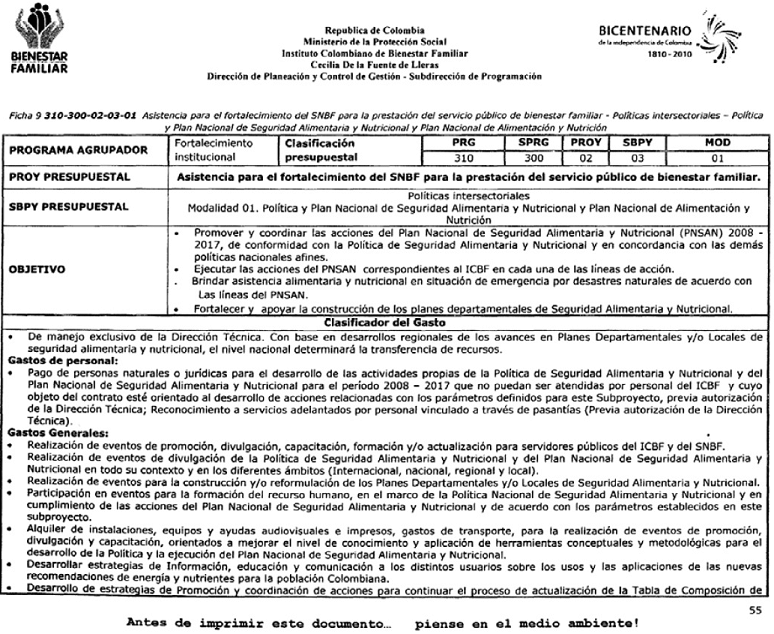 BIENESTAR
FAMILIAR
Republica de Colombia
Ministerio de la Protección Social
Instituto Colombiano de Bienestar Familiar
Cecilia De la Fuente de Lleras
Dirección de Planeación y Control de Gestión - Subdirección de Programación
BICENTENARIO
de la independencia de Colombia
1810 - 2010
Ficha 9 310-300-02-03-01 Asistencia para el fortalecimiento del SNBF para la prestación del servicio público de bienestar familiar - Políticas intersectoriales – Política
y Plan Nacional de Seguridad Alimentaria y Nutricional y Plan Nacional de Alimentación y Nutrición
PROGRAMA AGRUPADOR
Fortalecimiento
institucional
Clasificación
presupuestal
PRG SPRG PROY SBPY MOD
310 300 02 03 01
PROY PRESUPUESTAL
Asistencia para el fortalecimiento del SNBF para la prestación del servicio público de bienestar familiar.
SBPY PRESUPUESTAL
Políticas intersectoriales
Modalidad 01. Política y Plan Nacional de Seguridad Alimentaria y Nutricional y Plan Nacional de Alimentación y
Nutrición
OBJETIVO
• Promover y coordinar las acciones del Plan Nacional de Seguridad Alimentaria y Nutricional (PNSAN) 2008 -
2017, de conformidad con la Política de Seguridad Alimentaria y Nutricional y en concordancia con las demás
políticas nacionales afines.
• Ejecutar las acciones del PNSAN correspondientes al ICBF en cada una de las líneas de acción.
. Brindar asistencia alimentaria y nutricional en situación de emergencia por desastres naturales de acuerdo con
Las líneas del PNSAN.
• Fortalecer y apoyar la construcción de los planes departamentales de Seguridad Alimentaria y Nutricional.
Clasificador del Gasto
• De manejo exclusivo de la Dirección Técnica. Con base en desarrollos regionales de los avances en Planes Departamentales y/o Locales de
seguridad alimentaria y nutricional, el nivel nacional determinará la transferencia de recursos.
Gastos de personal:
• Pago de personas naturales o jurídicas para el desarrollo de las actividades propias de la Política de Seguridad Alimentaria y Nutricional y del
Plan Nacional de Seguridad Alimentaria y Nutricional para el período 2008 – 2017 que no puedan ser atendidas por personal del ICBF y cuyo
objeto del contrato esté orientado al desarrollo de acciones relacionadas con los parámetros definidos para este Subproyecto, previa autorización
de la Dirección Técnica; Reconocimiento a servicios adelantados por personal vinculado a través de pasantías (Previa autorización de la Dirección
Técnica).
Gastos Generales:
• Realización de eventos de promoción, divulgación, capacitación, formación y/o actualización para servidores públicos del ICBF y del SNBF.
• Realización de eventos de divulgación de la Política de Seguridad Alimentaria y Nutricional y del Plan Nacional de Seguridad Alimentaria y
Nutricional en todo su contexto y en los diferentes ámbitos (Internacional, nacional, regional y local).
• Realización de eventos para la construcción y/o reformulación de los Planes Departamentales y/o Locales de Seguridad Alimentaria y Nutricional.
• Participación en eventos para la formación del recurso humano, en el marco de la Política Nacional de Seguridad Alimentaria y Nutricional y en
cumplimiento de las acciones del Plan Nacional de Seguridad Alimentaria y Nutricional y de acuerdo con los parámetros establecidos en este
subproyecto.
• Alquiler de instalaciones, equipos y ayudas audiovisuales e impresos, gastos de transporte, para la realización de eventos de promoción,
divulgación y capacitación, orientados a mejorar el nivel de conocimiento y aplicación de herramientas conceptuales y metodológicas para el
desarrollo de la Política y la ejecución del Plan Nacional de Seguridad Alimentaria y Nutricional.
• Desarrollar estrategias de Información, educación y comunicación a los distintos usuarios sobre los usos y las aplicaciones de las nuevas
recomendaciones de energía y nutrientes para la población Colombiana.
• Desarrollo de estrategias de Promoción y coordinación de acciones para continuar el proceso de actualización de la Tabla de Composición de
55
Antes de imprimir este documento… piense en el medio ambiente!